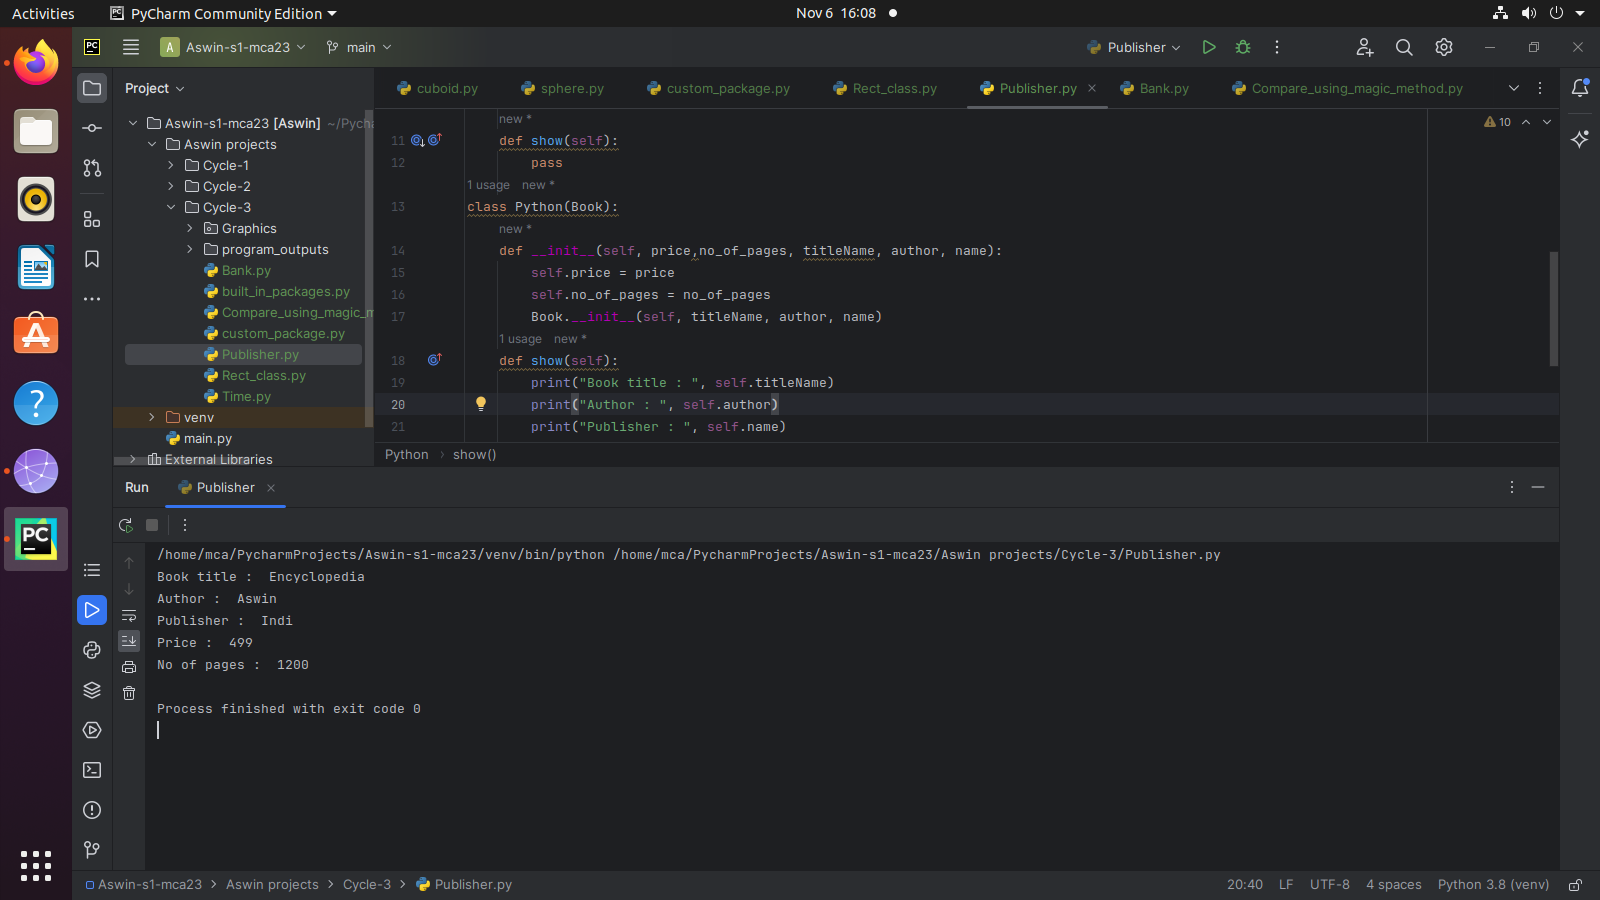 Activities PyCharm Community Edition Nov 6 16:08
PC A Aswin-s1-mca23 main Publisher
Project cuboid.py sphere.py custom_package.py Rect_class.py Publisher.py Bank.py Compare_using_magic_method.py
Aswin-s1-mca23 [Aswin] ~/Pycha
Aswin projects
Cycle-1
Cycle-2
Cycle-3
Graphics
program_outputs
Bank.py
built_in_packages.py
Compare_using_magic_m
custom_package.py
Publisher.py
Rect_class.py
Time.py
venv
main.py
External Libraries
10
new *
11 def show(self):
12 pass
1 usage new *
13 class Python(Book):
new *
14 def __init__(self, price,no_of_pages, titleName, author, name):
15 self.price = price
16 self.no_of_pages = no_of_pages
17 Book.__init__(self, titleName, author, name)
1 usage new *
18 def show(self):
19 print("Book title : ", self.titleName)
20 print("Author : ", self.author)
21 print("Publisher : ", self.name)
Python show()
Run Publisher
PC
/home/mca/PycharmProjects/Aswin-s1-mca23/venv/bin/python /home/mca/PycharmProjects/Aswin-s1-mca23/Aswin projects/Cycle-3/Publisher.py
Book title :  Encyclopedia
Author :  Aswin
Publisher :  Indi
Price :  499
No of pages :  1200
Process finished with exit code 0
Aswin-s1-mca23 Aswin projects Cycle-3 Publisher.py 20:40 LF UTF-8 4 spaces Python 3.8 (venv)